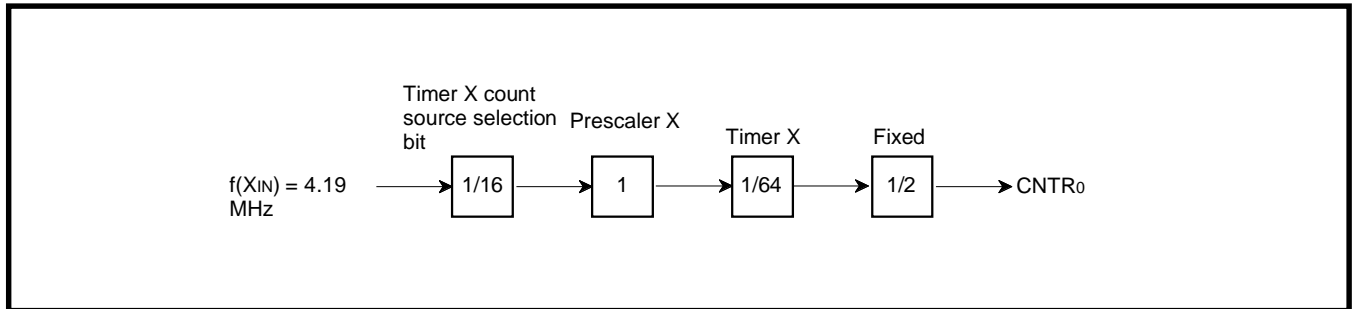 Timer X count
source selection
bit
Prescaler X
Timer X
Fixed
f(XIN) = 4.19
MHz
1/16
1
1/64
1/2
CNTR0